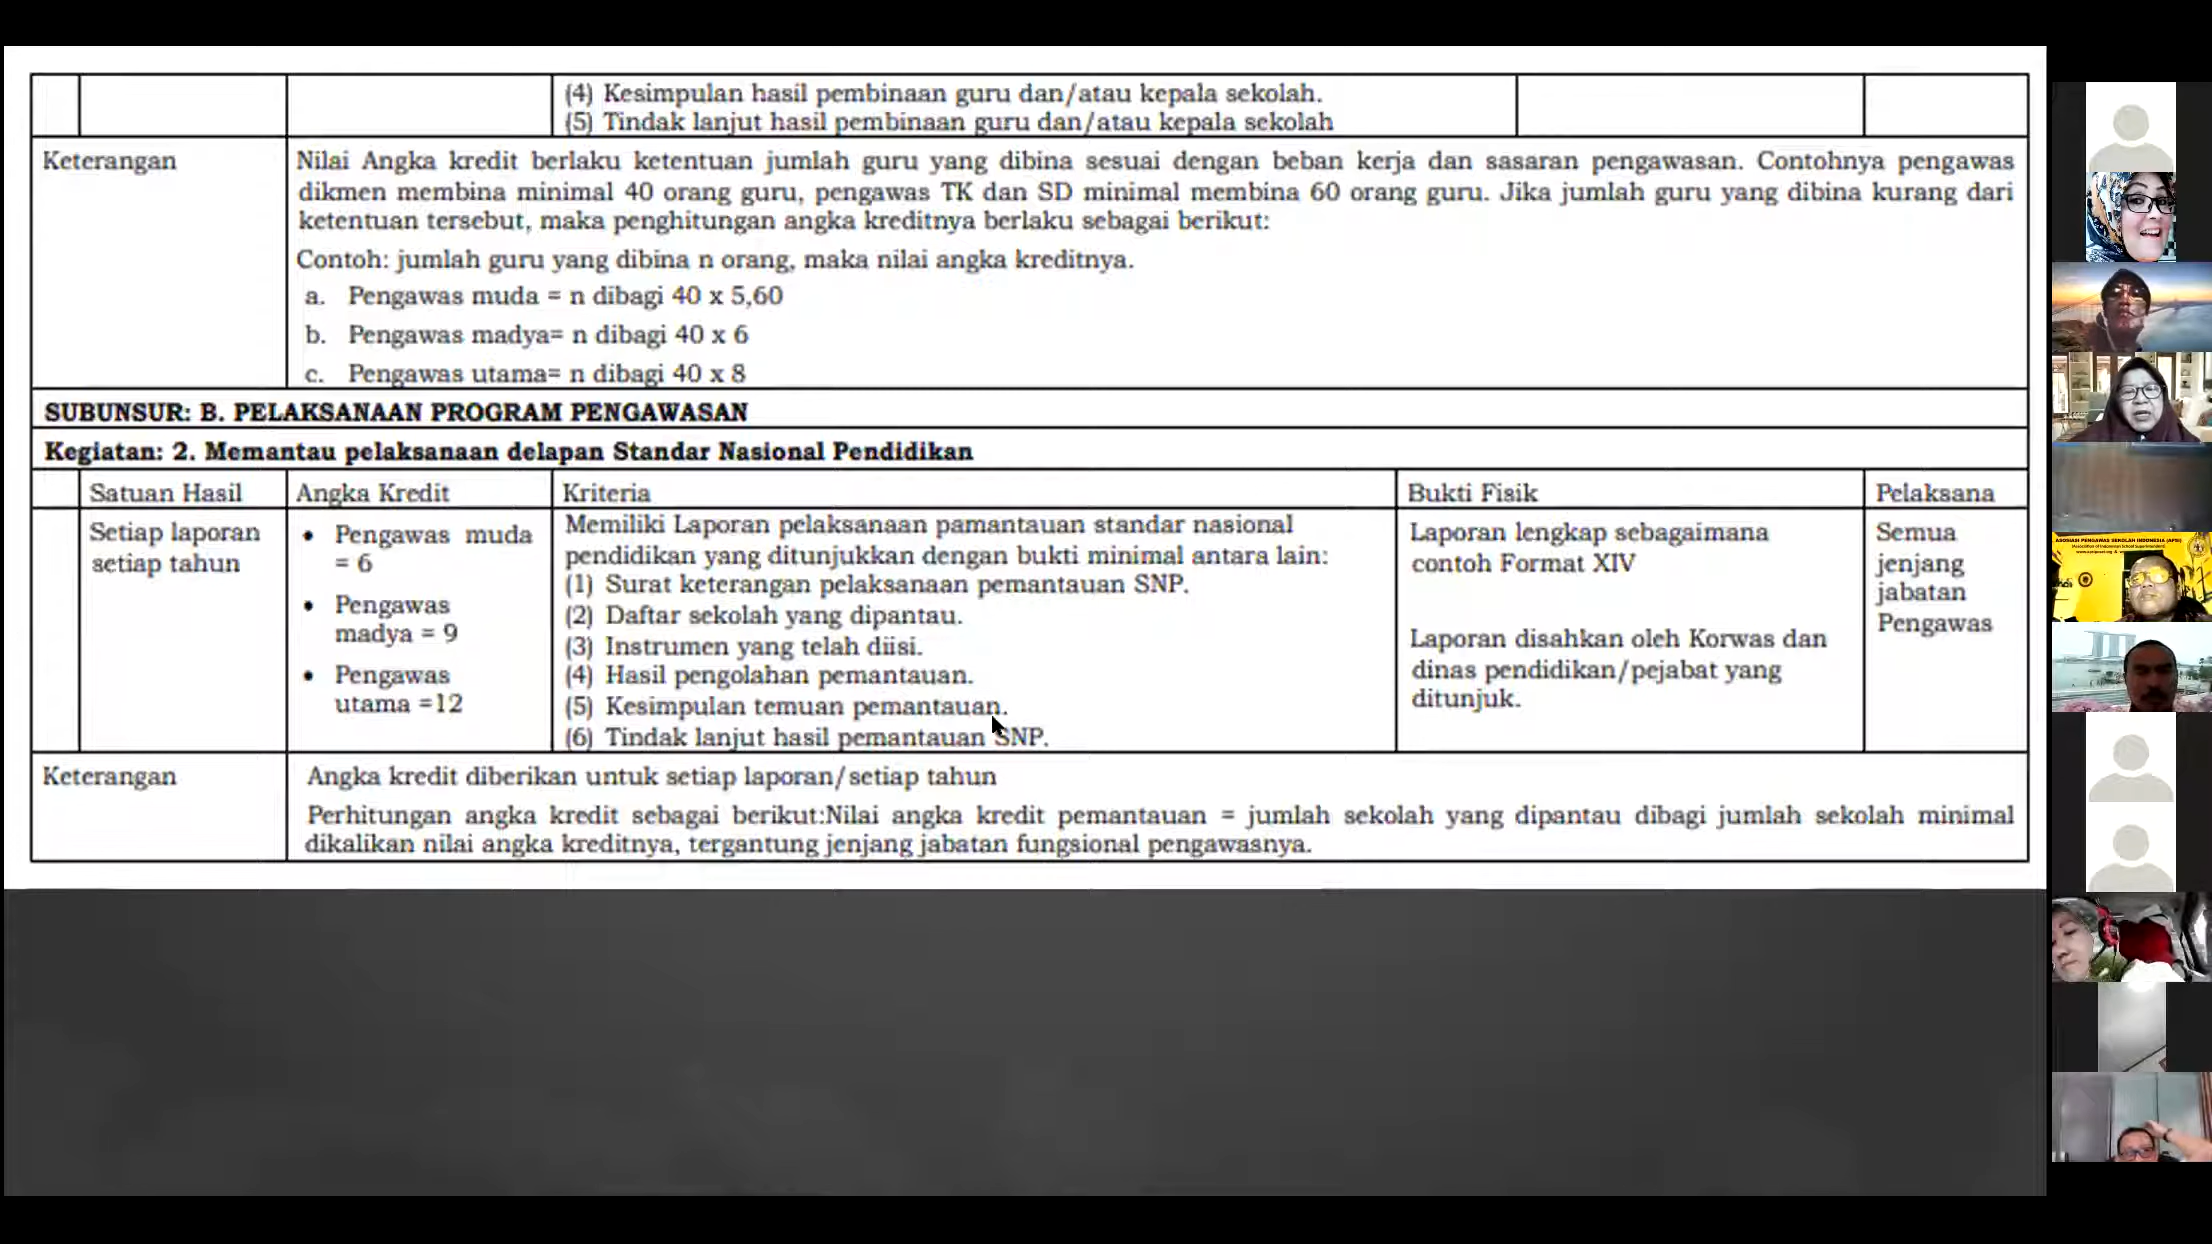 (4) Kesimpulan hasil pembinaan guru dan/atau kepala sekolah.
(5) Tindak lanjut hasil pembinaan guru dan/atau kepala sekolah
Keterangan
Nilai Angka kredit berlaku ketentuan jumlah guru yang dibina sesuai dengan beban kerja dan sasaran pengawasan. Contohnya pengawas
dikmen membina minimal 40 orang guru, pengawas TK dan SD minimal membina 60 orang guru. Jika jumlah guru yang dibina kurang dari
ketentuan tersebut, maka penghitungan angka kreditnya berlaku sebagai berikut:
Contoh: jumlah guru yang dibina n orang, maka nilai angka kreditnya.
a. Pengawas muda = n dibagi 40 x 5,60
b. Pengawas madya= n dibagi 40 x 6
c. Pengawas utama= n dibagi 40 x 8
SUBUNSUR: B. PELAKSANAAN PROGRAM PENGAWASAN
Kegiatan: 2. Memantau pelaksanaan delapan Standar Nasional Pendidikan
Satuan Hasil
Angka Kredit
Kriteria
Bukti Fisik
Pelaksana
Setiap laporan
setiap tahun
• Pengawas muda
= 6
• Pengawas
madya = 9
• Pengawas
utama =12
Memiliki Laporan pelaksanaan pamantauan standar nasional
pendidikan yang ditunjukkan dengan bukti minimal antara lain:
(1) Surat keterangan pelaksanaan pemantauan SNP.
(2) Daftar sekolah yang dipantau.
(3) Instrumen yang telah diisi.
(4) Hasil pengolahan pemantauan.
(5) Kesimpulan temuan pemantauan.
(6) Tindak lanjut hasil pemantauan SNP.
Laporan lengkap sebagaimana
contoh Format XIV
Laporan disahkan oleh Korwas dan
dinas pendidikan/pejabat yang
ditunjuk.
Semua
jenjang
jabatan
Pengawas
Keterangan
Angka kredit diberikan untuk setiap laporan/setiap tahun
Perhitungan angka kredit sebagai berikut:Nilai angka kredit pemantauan = jumlah sekolah yang dipantau dibagi jumlah sekolah minimal
dikalikan nilai angka kreditnya, tergantung jenjang jabatan fungsional pengawasnya.
ASOSIASI PENGAWAS SEKOLAH INDONESIA (APSI)
(Association of Indonesian School Superintendent)